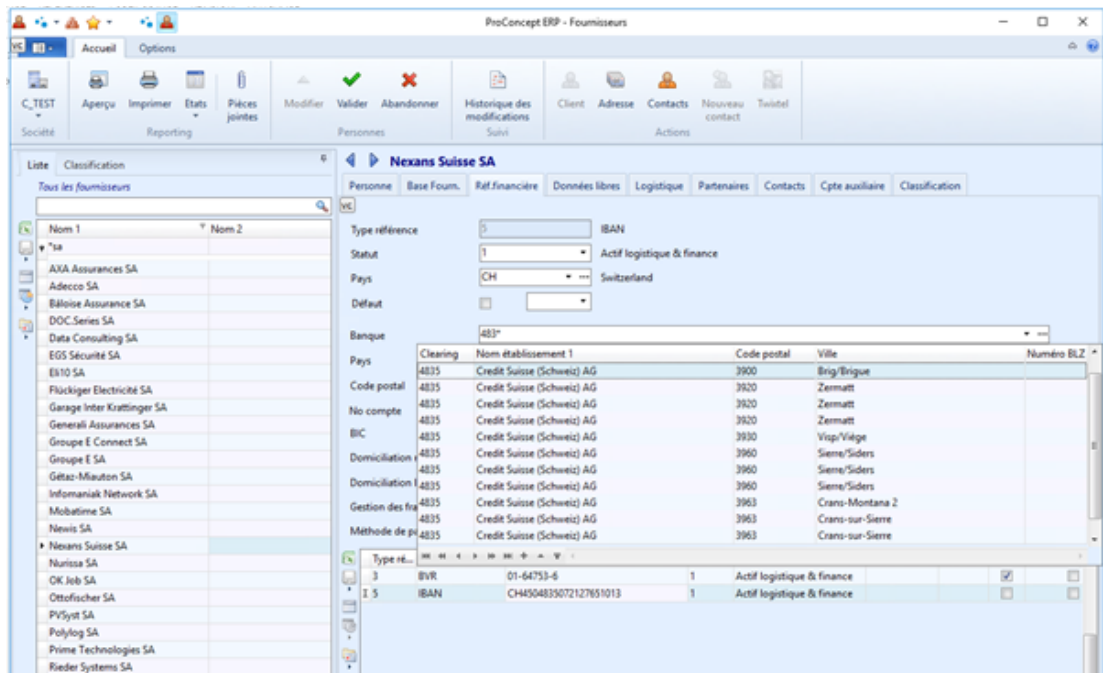 ProConcept ERP - Fournisseurs
Accueil Options
C_TEST Aperçu Imprimer Etats Pièces jointes Modifier Valider Abandonner Historique des modifications Client Adresse Contacts Nouveau contact Twixtel
Société Reporting Personnes Suivi Actions
Liste Classification
Tous les fournisseurs
Nom 1 Nom 2
*sa
AXA Assurances SA
Adecco SA
Bâloise Assurance SA
DOC.Series SA
Data Consulting SA
EGS Sécurité SA
Eli10 SA
Flückiger Electricité SA
Garage Inter Krattinger SA
Generali Assurances SA
Groupe E Connect SA
Groupe E SA
Gétaz-Miauton SA
Infomaniak Network SA
Mobatime SA
Newis SA
Nexans Suisse SA
Nurissa SA
OK Job SA
Ottofischer SA
PVSyst SA
Polylog SA
Prime Technologies SA
Rieder Systems SA
Nexans Suisse SA
Personne Base Fourn. Réf.financière Données libres Logistique Partenaires Contacts Cpte auxiliaire Classification
Type référence 5 IBAN
Statut 1 Actif logistique & finance
Pays CH Switzerland
Défaut
Banque 483*
Pays
Code postal
No compte
BIC
Domiciliation
Domiciliation
Gestion des fra
Méthode de pa
Clearing Nom établissement 1 Code postal Ville Numéro BLZ
4835 Credit Suisse (Schweiz) AG 3900 Brig/Brigue
4835 Credit Suisse (Schweiz) AG 3920 Zermatt
4835 Credit Suisse (Schweiz) AG 3920 Zermatt
4835 Credit Suisse (Schweiz) AG 3920 Zermatt
4835 Credit Suisse (Schweiz) AG 3930 Visp/Viège
4835 Credit Suisse (Schweiz) AG 3960 Sierre/Siders
4835 Credit Suisse (Schweiz) AG 3960 Sierre/Siders
4835 Credit Suisse (Schweiz) AG 3960 Sierre/Siders
4835 Credit Suisse (Schweiz) AG 3963 Crans-Montana 2
4835 Credit Suisse (Schweiz) AG 3963 Crans-sur-Sierre
4835 Credit Suisse (Schweiz) AG 3963 Crans-sur-Sierre
Type ré...
3 BVR 01-64753-6 1 Actif logistique & finance
5 IBAN CH4504835072127651013 1 Actif logistique & finance